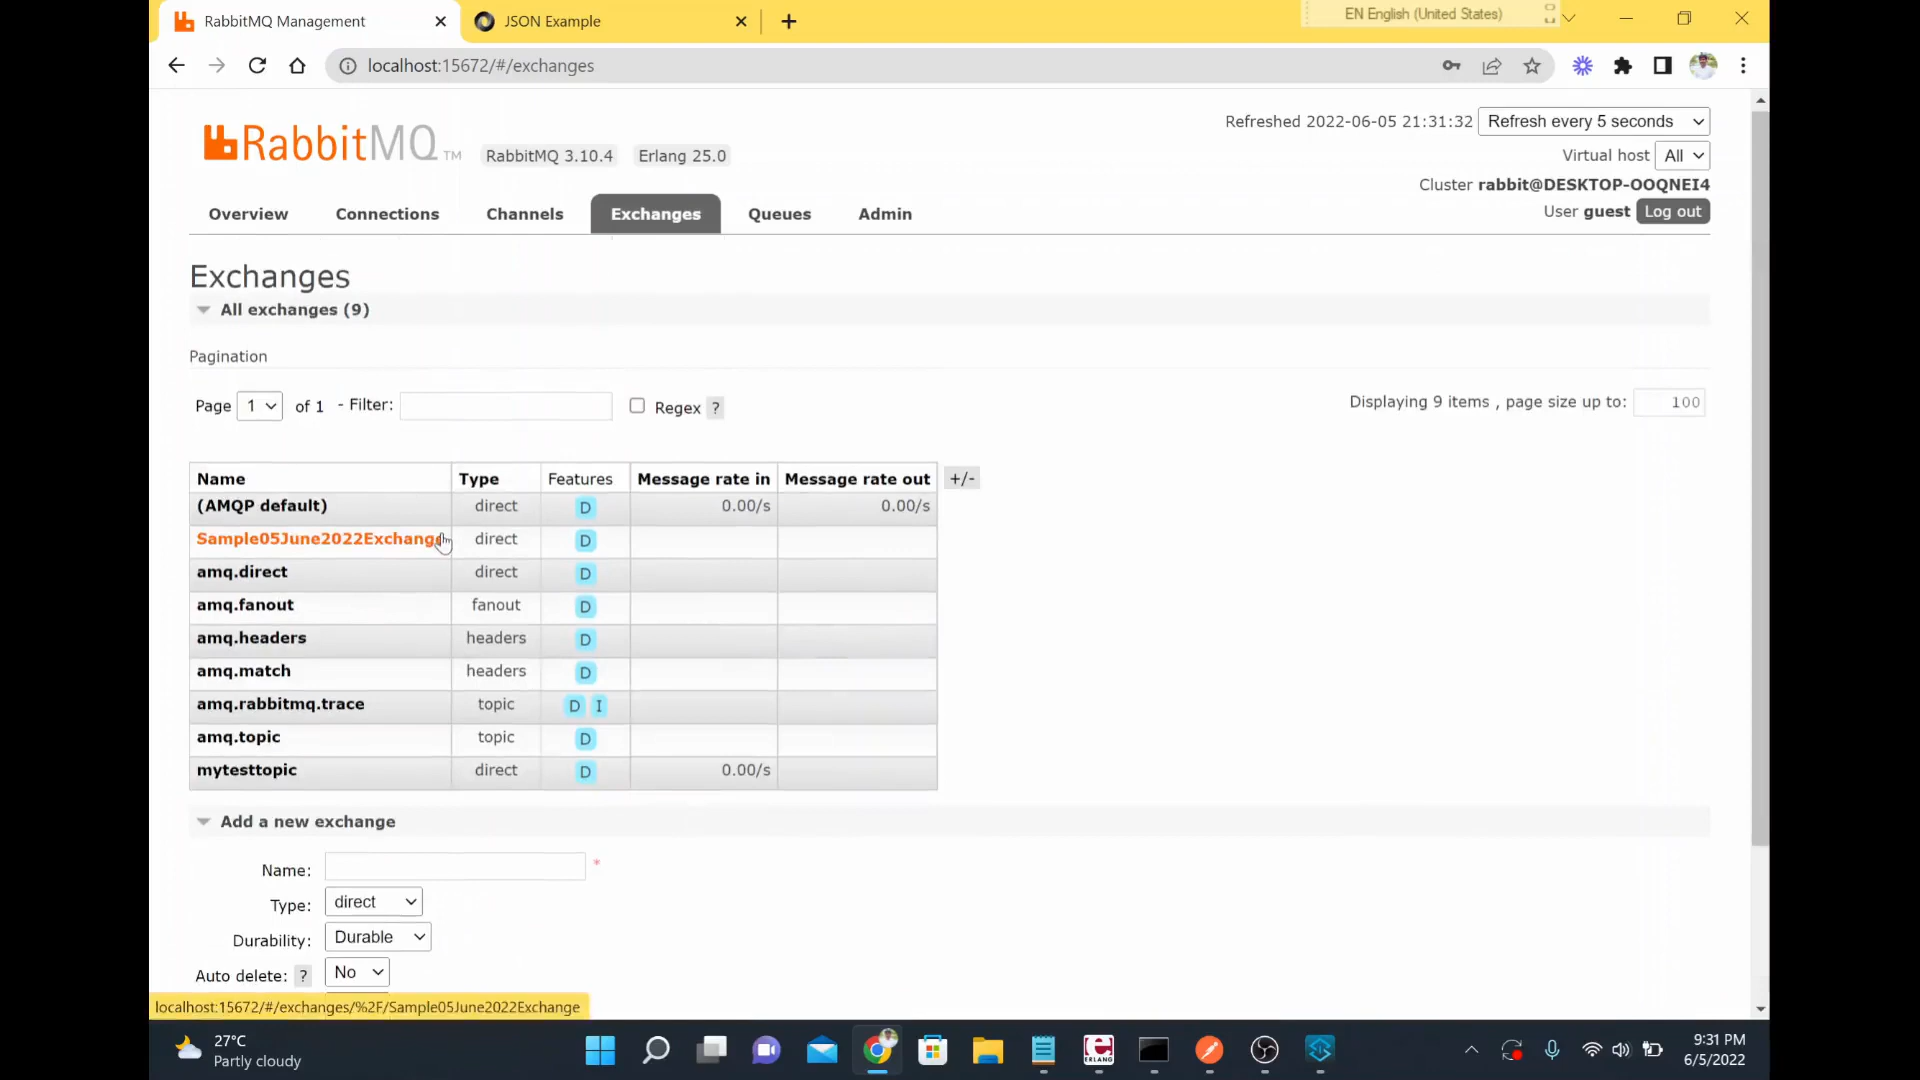 RabbitMQ Management
JSON Example
EN English (United States)
localhost:15672/#/exchanges
RabbitMQ TM
RabbitMQ 3.10.4
Erlang 25.0
Refreshed 2022-06-05 21:31:32
Refresh every 5 seconds
Virtual host All
Cluster rabbit@DESKTOP-OOQNEI4
User guest Log out
Overview
Connections
Channels
Exchanges
Queues
Admin
Exchanges
All exchanges (9)
Pagination
Page 1 of 1 - Filter: Regex ?
Displaying 9 items , page size up to: 100
Name Type Features Message rate in Message rate out +/-
(AMQP default) direct D 0.00/s 0.00/s
Sample05June2022Exchange direct D
amq.direct direct D
amq.fanout fanout D
amq.headers headers D
amq.match headers D
amq.rabbitmq.trace topic D I
amq.topic topic D
mytesttopic direct D 0.00/s
Add a new exchange
Name: *
Type: direct
Durability: Durable
Auto delete: ? No
localhost:15672/#/exchanges/%2F/Sample05June2022Exchange
27°C
Partly cloudy
ERLANG
9:31 PM
6/5/2022